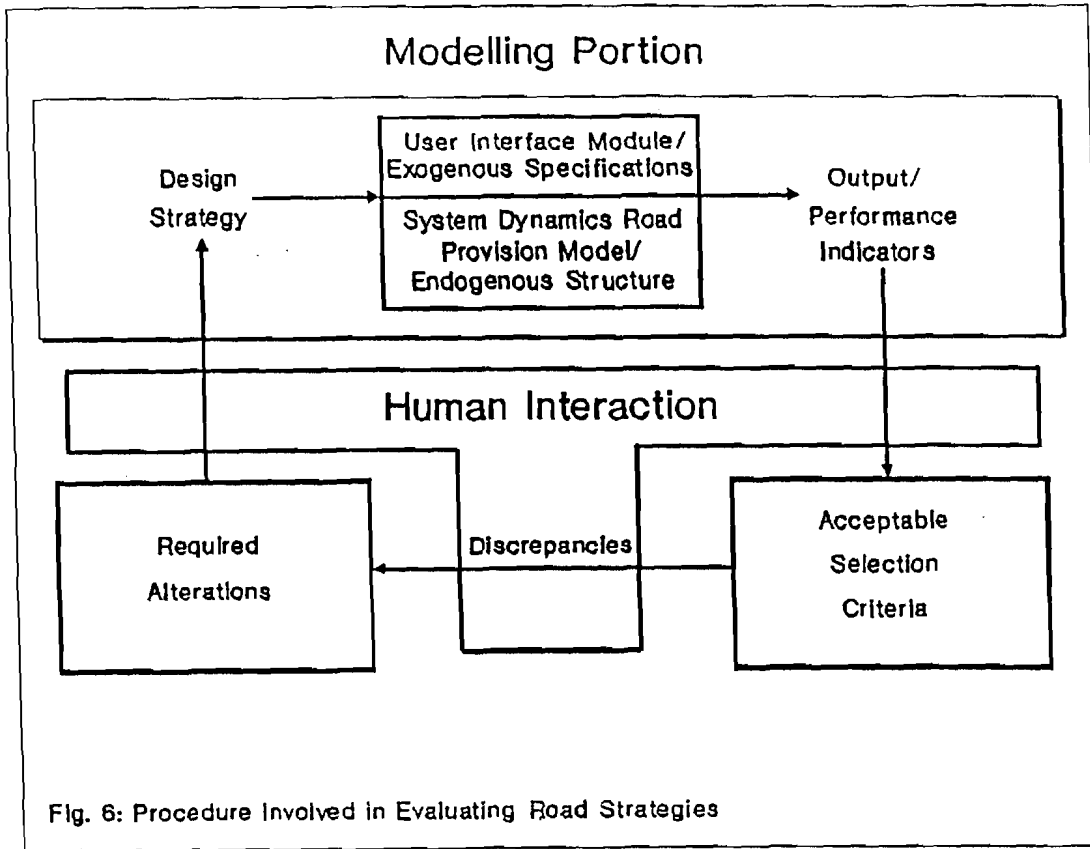 Modelling Portion
Design
Strategy
User Interface Module/
Exogenous Specifications
System Dynamics Road
Provision Model/
Endogenous Structure
Output/
Performance
Indicators
Human Interaction
Required
Alterations
Discrepancies
Acceptable
Selection
Criteria
Fig. 6: Procedure Involved in Evaluating Road Strategies